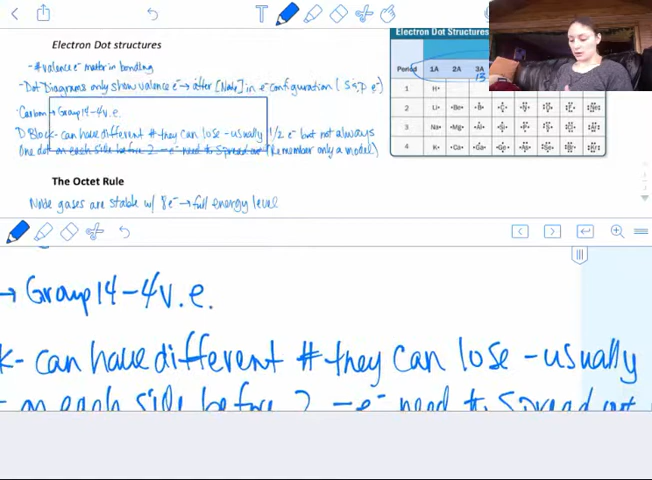 Electron Dot structures
- # valence e⁻ matter in bonding
- Dot Diagrams only show valence e⁻ → after [Noble] in e⁻ configuration (S & p e⁻)
· Carbon → Group 14 - 4 v.e.
D Block - can have different # they can lose - usually 1/2 e⁻ but not always
One dot on each side before 2 - e⁻ need to spread out (Remember only a model)
The Octet Rule
Noble gases are stable w/ 8e⁻ → full energy level
Electron Dot Structures
Period 1A 2A 3A
13
1 H•
2 Li• •Be• •B•
3 Na• •Mg• •Al•
4 K• •Ca• •Ga•
→ Group 14 - 4 v.e.
k - can have different # they can lose - usually
- on each side before 2 - e⁻ need to spread out
T